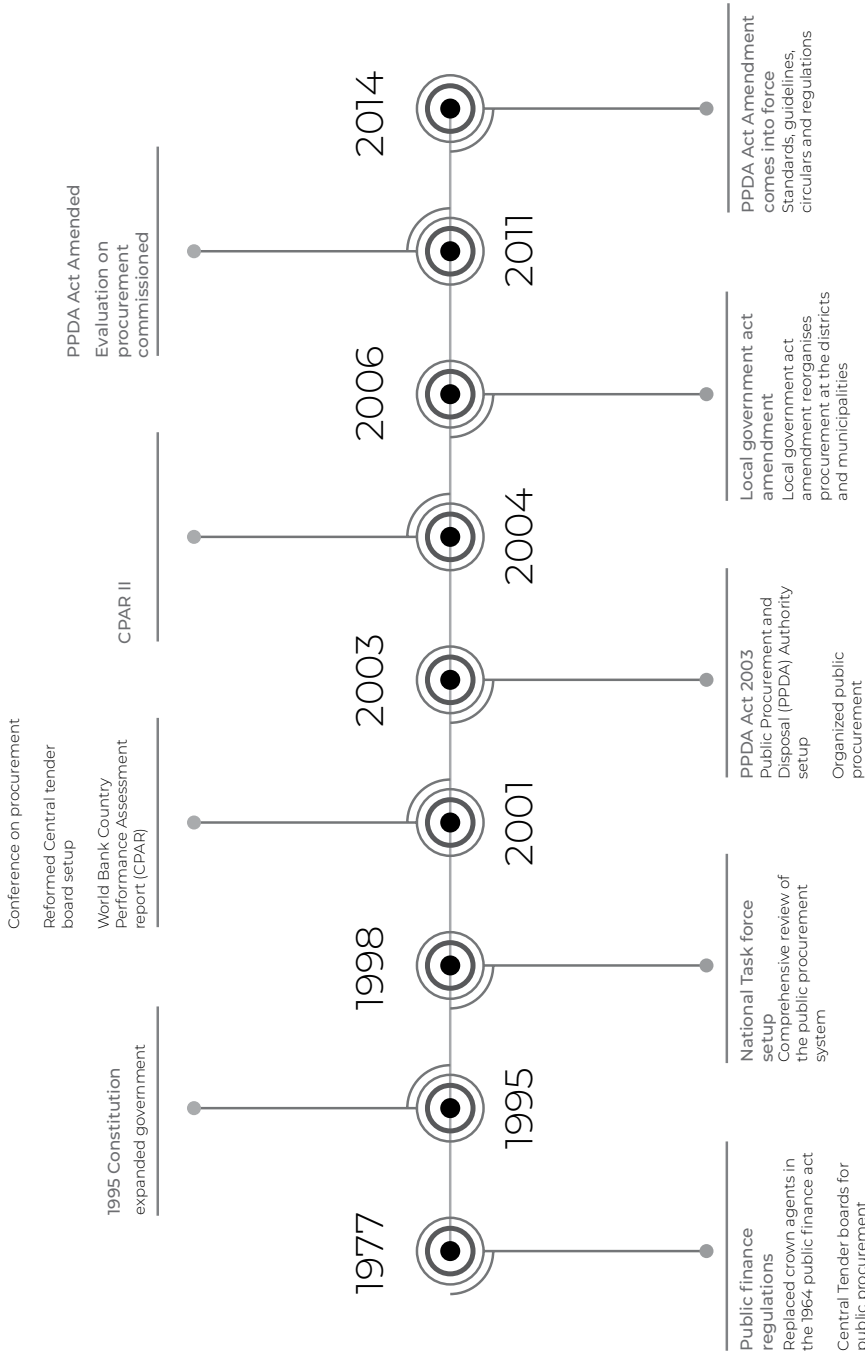 1977
Public finance
regulations
Replaced crown agents in
the 1964 public finance act
Central Tender boards for
public procurement
1995 Constitution
expanded government
1995
1998
National Task force
setup
Comprehensive review of
the public procurement
system
Conference on procurement
Reformed Central tender
board setup
World Bank Country
Performance Assessment
report (CPAR)
2001
2003
PPDA Act 2003
Public Procurement and
Disposal (PPDA) Authority
setup
Organized public
procurement
CPAR II
2004
2006
Local government act
amendment
Local government act
amendment reorganises
procurement at the districts
and municipalities
PPDA Act Amended
Evaluation on
procurement
commissioned
2011
2014
PPDA Act Amendment
comes into force
Standards, guidelines,
circulars and regulations